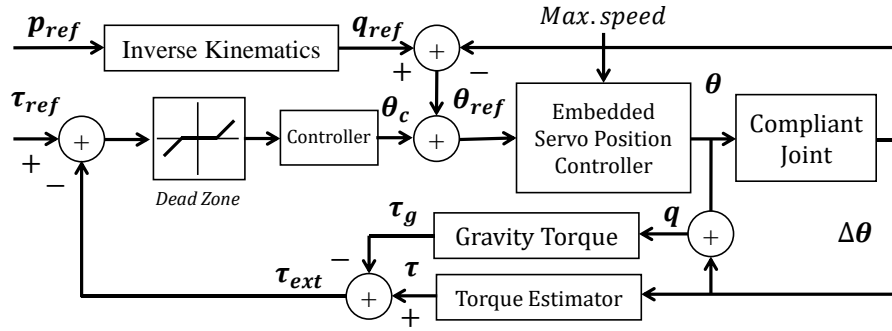 Max. speed
p_ref
Inverse Kinematics
q_ref
+
+
−
τ_ref
+
+
−
Dead Zone
Controller
θ_c
+
θ_ref
Embedded
Servo Position
Controller
θ
Compliant
Joint
τ_g
Gravity Torque
q
+
Δθ
−
τ_ext
+
τ
+
Torque Estimator